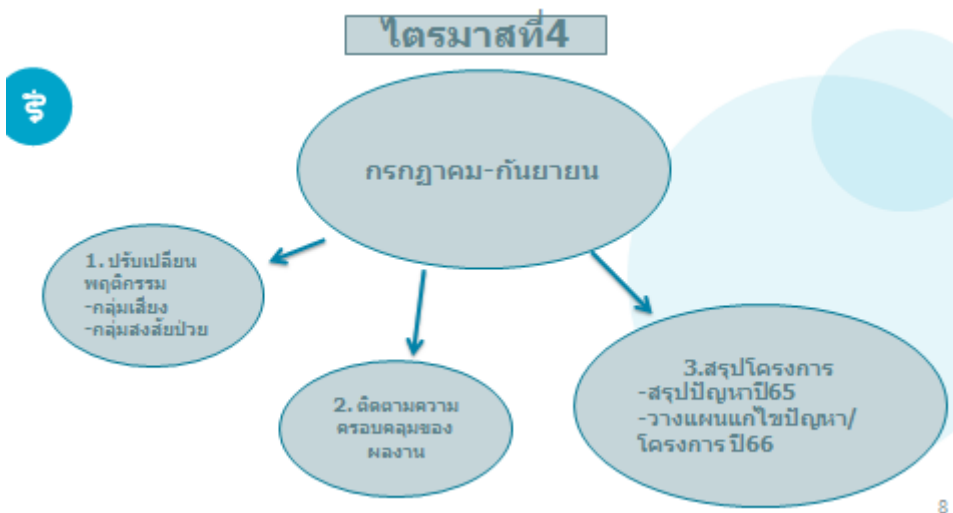 ไตรมาสที่4
กรกฎาคม-กันยายน
1. ปรับเปลี่ยน
พฤติกรรม
-กลุ่มเสี่ยง
-กลุ่มสงสัยป่วย
2. ติดตามความ
ครอบคลุมของ
ผลงาน
3.สรุปโครงการ
-สรุปปัญหาปี65
-วางแผนแก้ไขปัญหา/
โครงการ ปี66
8